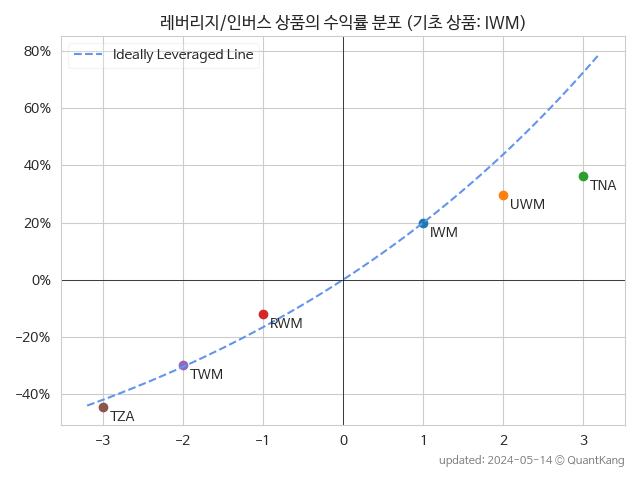 레버리지/인버스 상품의 수익률 분포 (기초 상품: IWM)
80%
Ideally Leveraged Line
60%
40%
TNA
UWM
20%
IWM
0%
RWM
−20%
TWM
−40%
TZA
−3 −2 −1 0 1 2 3
updated: 2024-05-14 © QuantKang